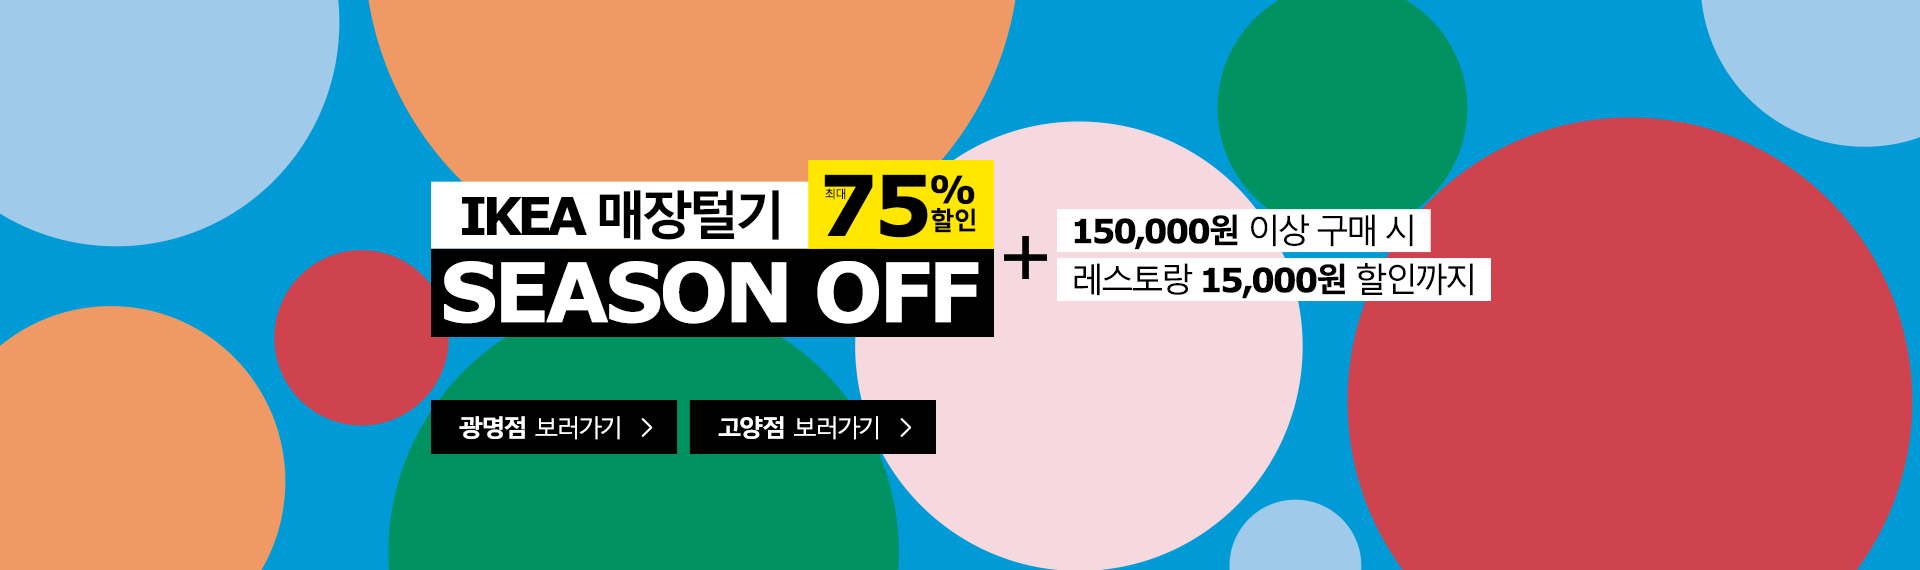 IKEA 매장털기
최대 75% 할인
SEASON OFF
+
150,000원 이상 구매 시
레스토랑 15,000원 할인까지
광명점 보러가기 >
고양점 보러가기 >